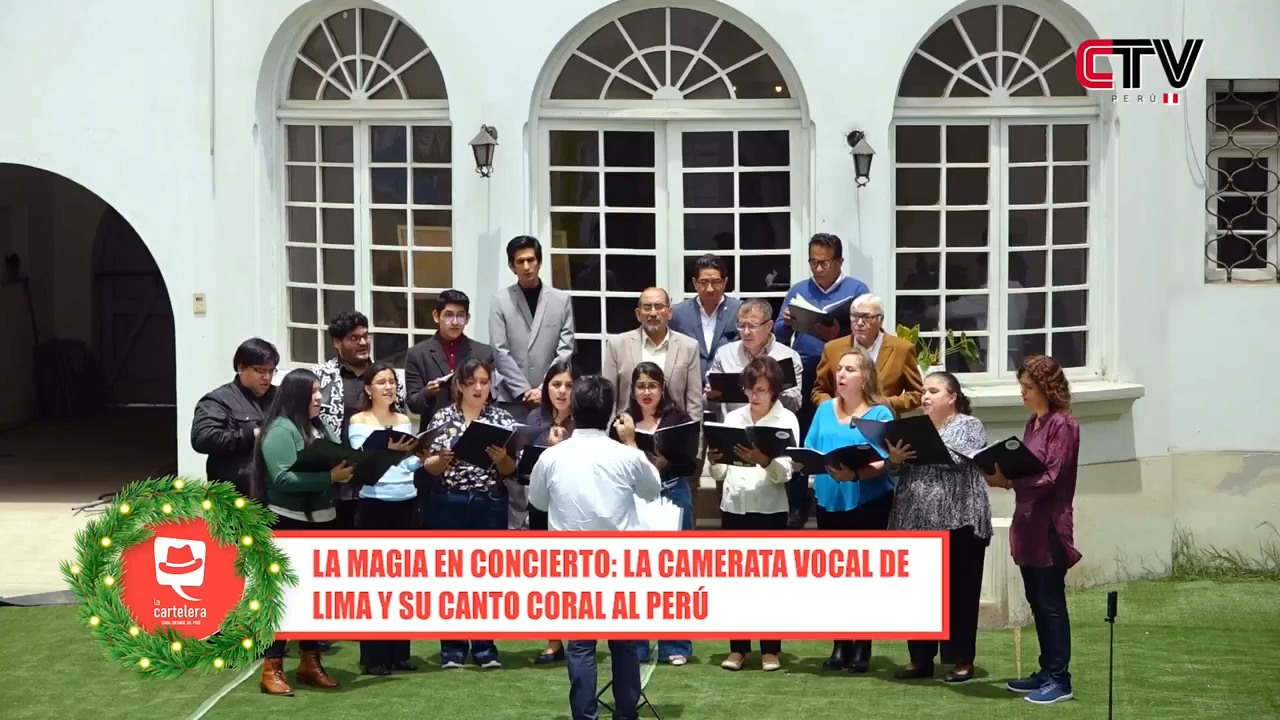 CTV
PERÚ
LA MAGIA EN CONCIERTO: LA CAMERATA VOCAL DE
LIMA Y SU CANTO CORAL AL PERÚ
la
cartelera